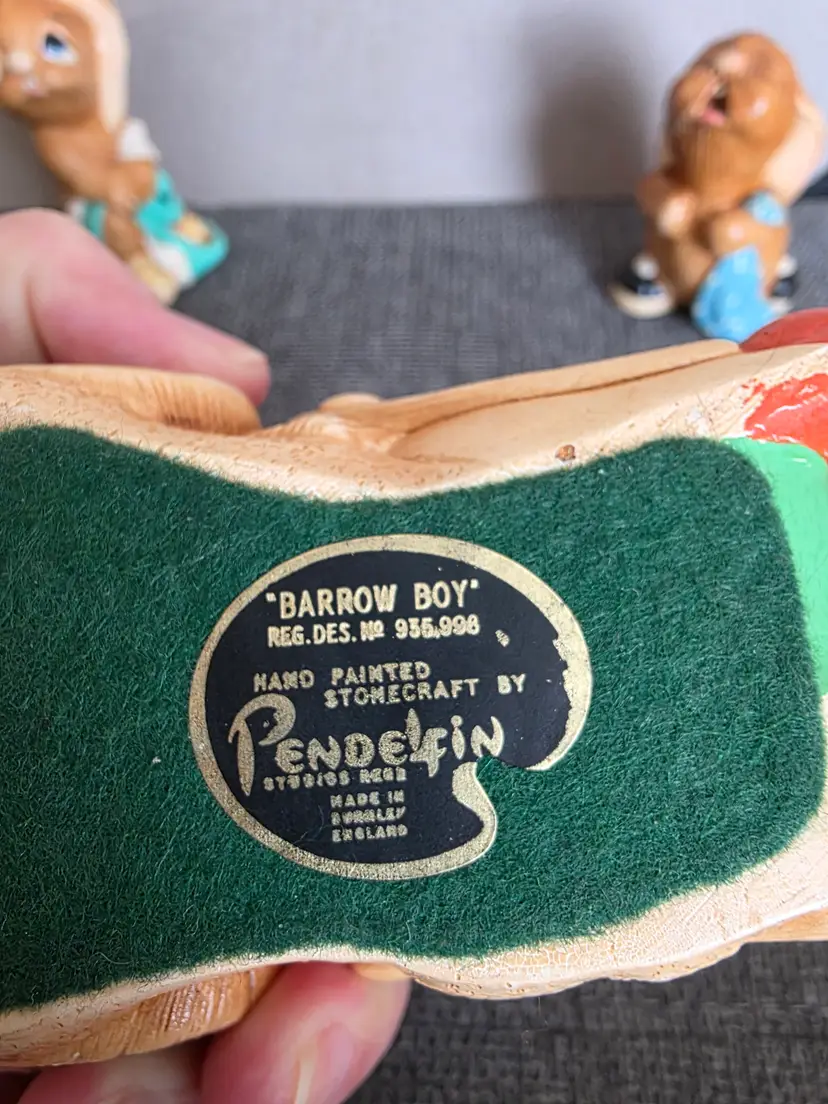 "BARROW BOY"
REG. DES. Nº 935,998
HAND PAINTED
STONECRAFT BY
PENDELFIN
STUDIOS REGD
MADE IN
BURNLEY
ENGLAND